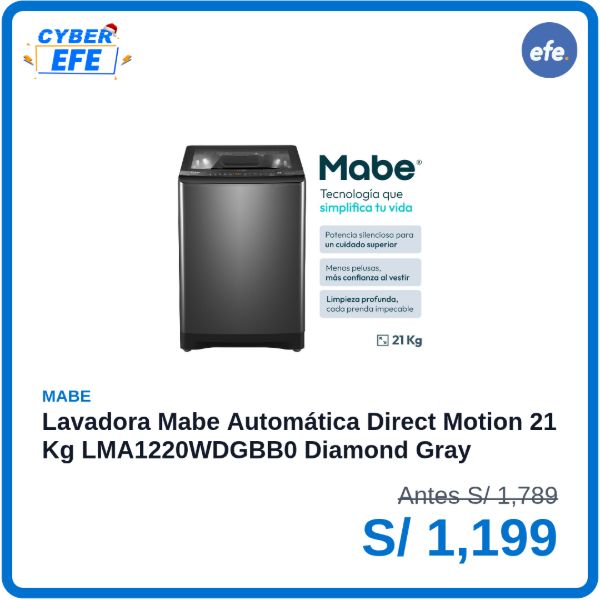 CYBER
EFE
efe.
Mabe®
Tecnología que
simplifica tu vida
Potencia silenciosa para
un cuidado superior
Menos pelusas,
más confianza al vestir
Limpieza profunda,
cada prenda impecable
21 Kg
MABE
Lavadora Mabe Automática Direct Motion 21
Kg LMA1220WDGBB0 Diamond Gray
Antes S/ 1,789
S/ 1,199